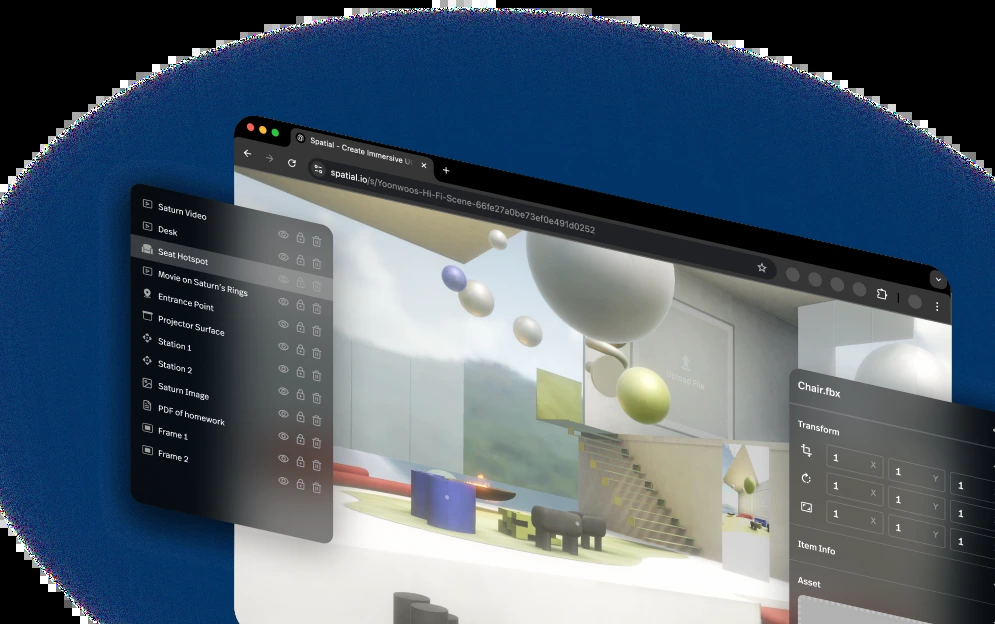 Spatial - Create Immersive UI
spatial.io/s/Yoonwoos-Hi-Fi-Scene-66fe27a0be73ef0e491d0252
Saturn Video
Desk
Seat Hotspot
Movie on Saturn's Rings
Entrance Point
Projector Surface
Station 1
Station 2
Saturn Image
PDF of homework
Frame 1
Frame 2
Upload File
Chair.fbx
Transform
1 X 1 Y 1
1 X 1 Y 1
1 X 1 Y 1
Item Info
Asset